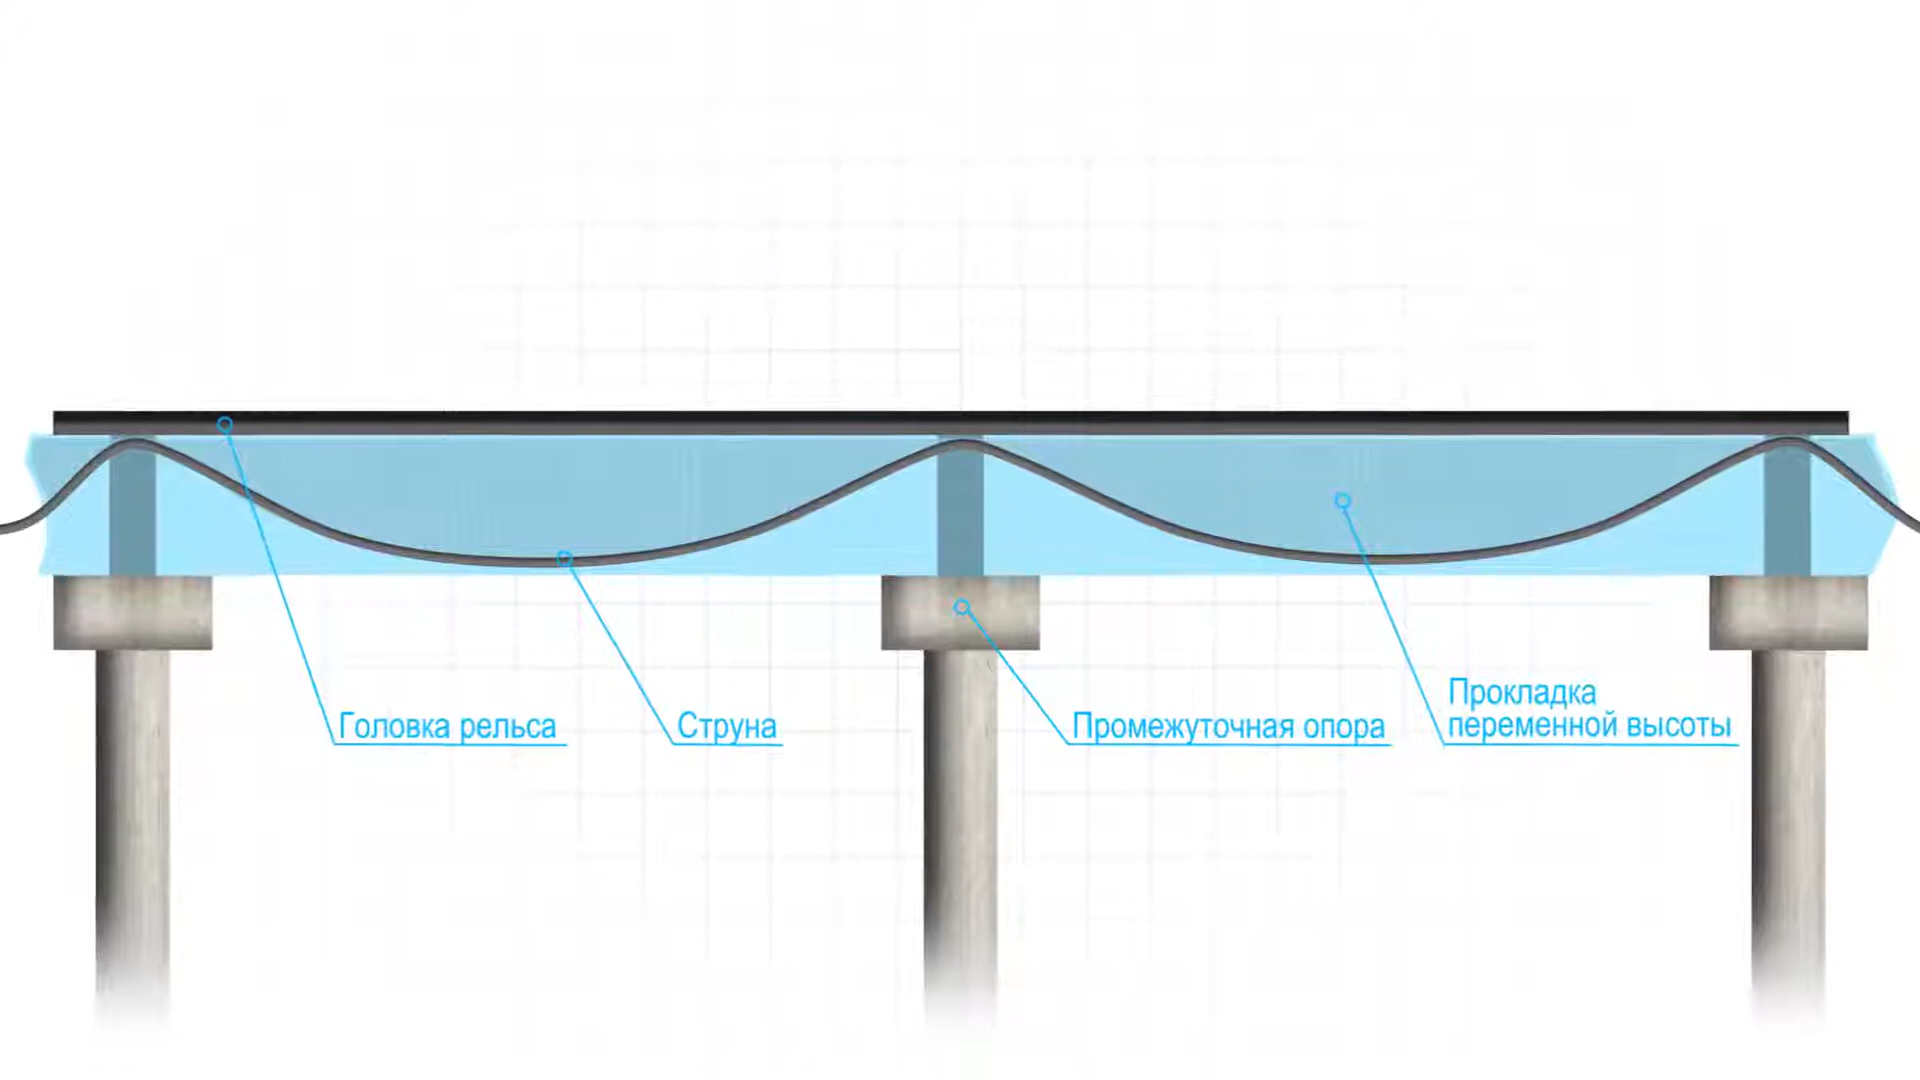 Головка рельса
Струна
Промежуточная опора
Прокладка
переменной высоты